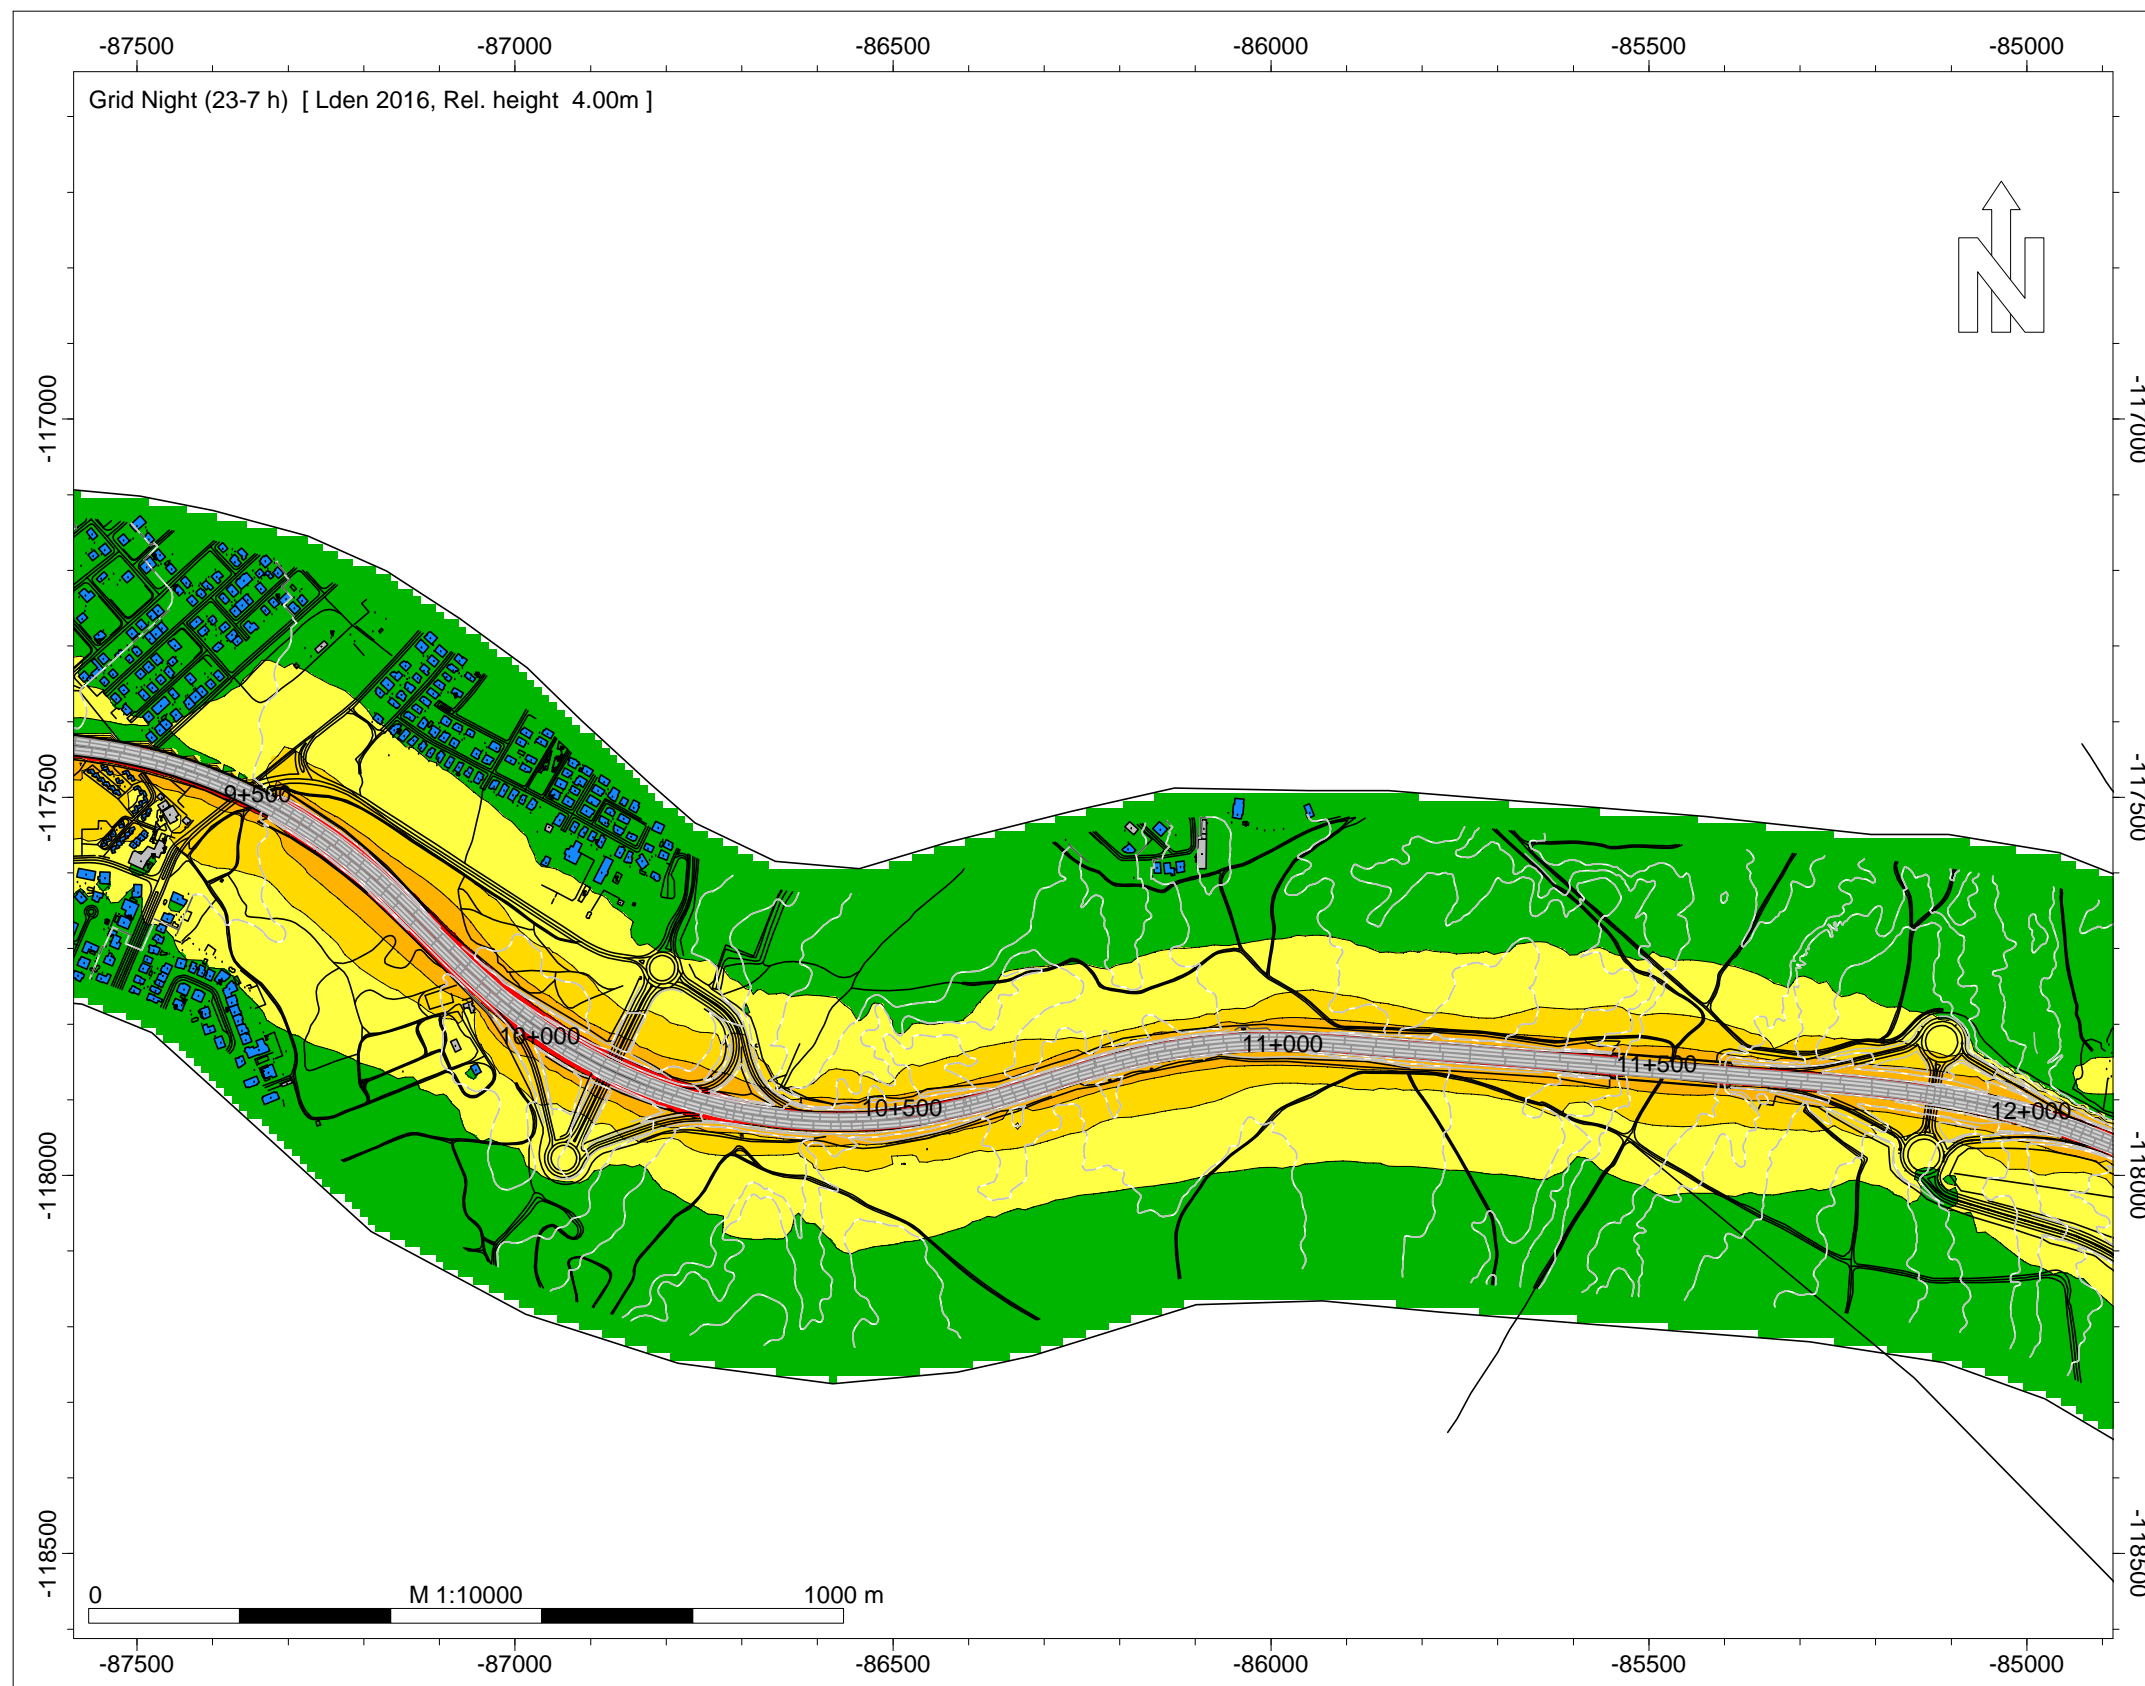 -87500 -87000 -86500 -86000 -85500 -85000
Grid Night (23-7 h) [ Lden 2016, Rel. height 4.00m ]
N
-117000 -117000
-117500 -117500
9+500
10+000
10+500
11+000
11+500
12+000
-118000 -118000
-118500 -118500
0 M 1:10000 1000 m
-87500 -87000 -86500 -86000 -85500 -85000